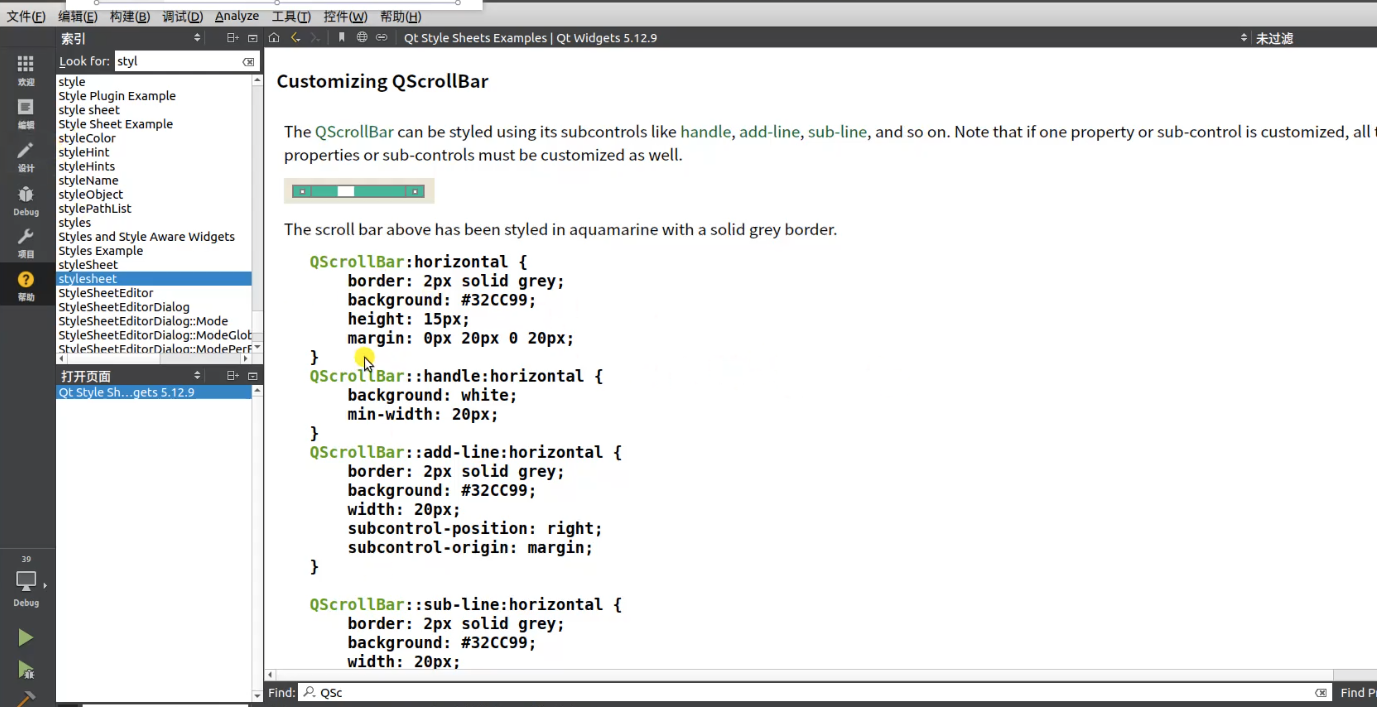 文件(F) 编辑(E) 构建(B) 调试(D) Analyze 工具(T) 控件(W) 帮助(H)
索引
Qt Style Sheets Examples | Qt Widgets 5.12.9
未过滤
Look for: styl
欢迎
编辑
设计
Debug
项目
帮助
39
Debug
style
Style Plugin Example
style sheet
Style Sheet Example
styleColor
styleHint
styleHints
styleName
styleObject
stylePathList
styles
Styles and Style Aware Widgets
Styles Example
styleSheet
stylesheet
StyleSheetEditor
StyleSheetEditorDialog
StyleSheetEditorDialog::Mode
StyleSheetEditorDialog::ModeGlob
StyleSheetEditorDialog::ModePerF
打开页面
Qt Style Sh...gets 5.12.9
Customizing QScrollBar
The QScrollBar can be styled using its subcontrols like handle, add-line, sub-line, and so on. Note that if one property or sub-control is customized, all t
properties or sub-controls must be customized as well.
The scroll bar above has been styled in aquamarine with a solid grey border.
QScrollBar:horizontal {
border: 2px solid grey;
background: #32CC99;
height: 15px;
margin: 0px 20px 0 20px;
}
QScrollBar::handle:horizontal {
background: white;
min-width: 20px;
}
QScrollBar::add-line:horizontal {
border: 2px solid grey;
background: #32CC99;
width: 20px;
subcontrol-position: right;
subcontrol-origin: margin;
}
QScrollBar::sub-line:horizontal {
border: 2px solid grey;
background: #32CC99;
width: 20px;
Find: QSc
Find Pr